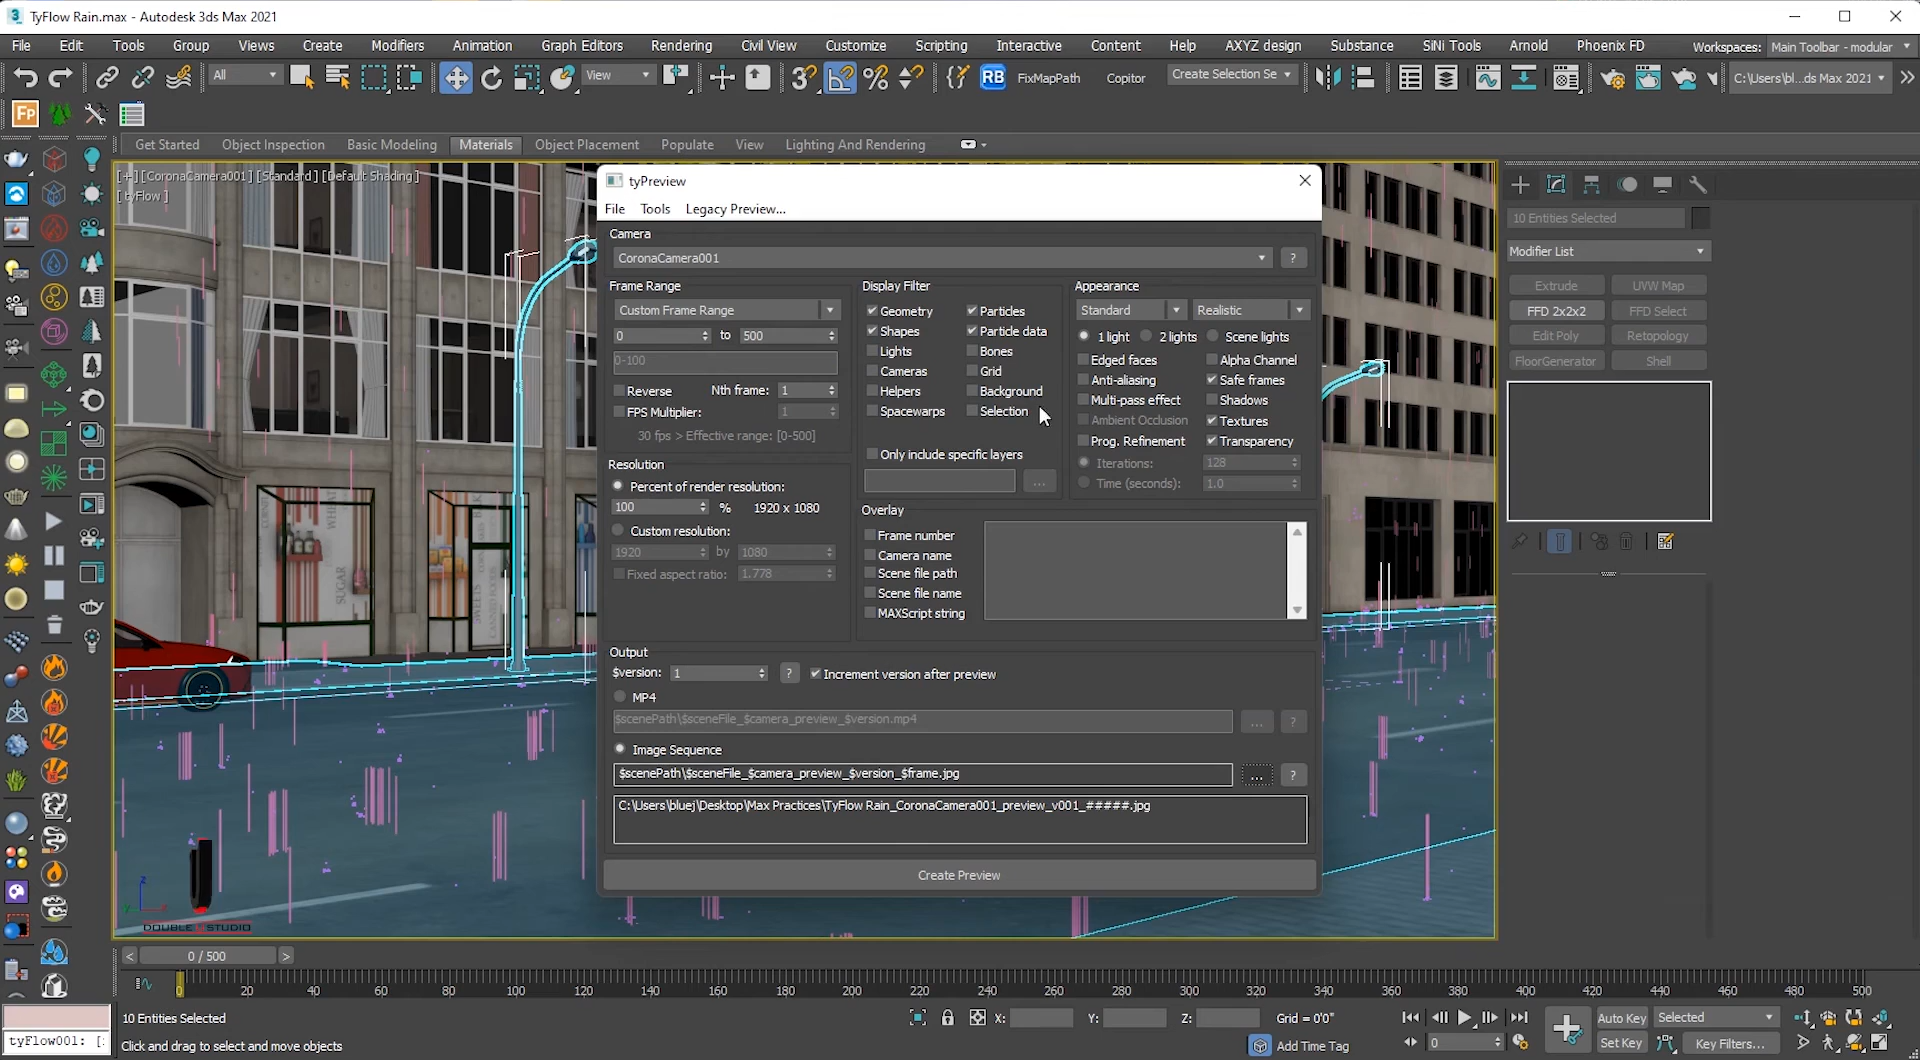 TyFlow Rain.max - Autodesk 3ds Max 2021
File Edit Tools Group Views Create Modifiers Animation Graph Editors Rendering Civil View Customize Scripting Interactive Content Help AXYZ design Substance SiNi Tools Arnold Phoenix FD Workspaces: Main Toolbar - modular
All View RB FixMapPath Copitor Create Selection Se C:\Users\bl...ds Max 2021
Fp
Get Started Object Inspection Basic Modeling Materials Object Placement Populate View Lighting And Rendering
[+] [CoronaCamera001] [Standard] [Default Shading]
[ tyFlow ]
tyPreview
File Tools Legacy Preview...
Camera
CoronaCamera001 ?
Frame Range
Custom Frame Range
0 to 500
0-100
Reverse Nth frame: 1
FPS Multiplier: 1
30 fps > Effective range: [0-500]
Resolution
Percent of render resolution:
100 % 1920 x 1080
Custom resolution:
1920 by 1080
Fixed aspect ratio: 1.778
Display Filter
Geometry Particles
Shapes Particle data
Lights Bones
Cameras Grid
Helpers Background
Spacewarps Selection
Only include specific layers
...
Appearance
Standard Realistic
1 light 2 lights Scene lights
Edged faces Alpha Channel
Anti-aliasing Safe frames
Multi-pass effect Shadows
Ambient Occlusion Textures
Prog. Refinement Transparency
Iterations: 128
Time (seconds): 1.0
Overlay
Frame number
Camera name
Scene file path
Scene file name
MAXScript string
Output
$version: 1 ? Increment version after preview
MP4
$scenePath\$sceneFile_$camera_preview_$version.mp4 ... ?
Image Sequence
$scenePath\$sceneFile_$camera_preview_$version_$frame.jpg ... ?
C:\Users\bluej\Desktop\Max Practices\TyFlow Rain_CoronaCamera001_preview_v001_#####.jpg
Create Preview
10 Entities Selected
Modifier List
Extrude UVW Map
FFD 2x2x2 FFD Select
Edit Poly Retopology
FloorGenerator Shell
SUGAR
< 0 / 500 >
0 20 40 60 80 100 120 140 160 180 200 220 240 260 280 300 320 340 360 380 400 420 440 460 480 500
10 Entities Selected X: Y: Z: Grid = 0'0" Auto Key Selected
tyFlow001: [ Click and drag to select and move objects Add Time Tag 0 Set Key Key Filters...